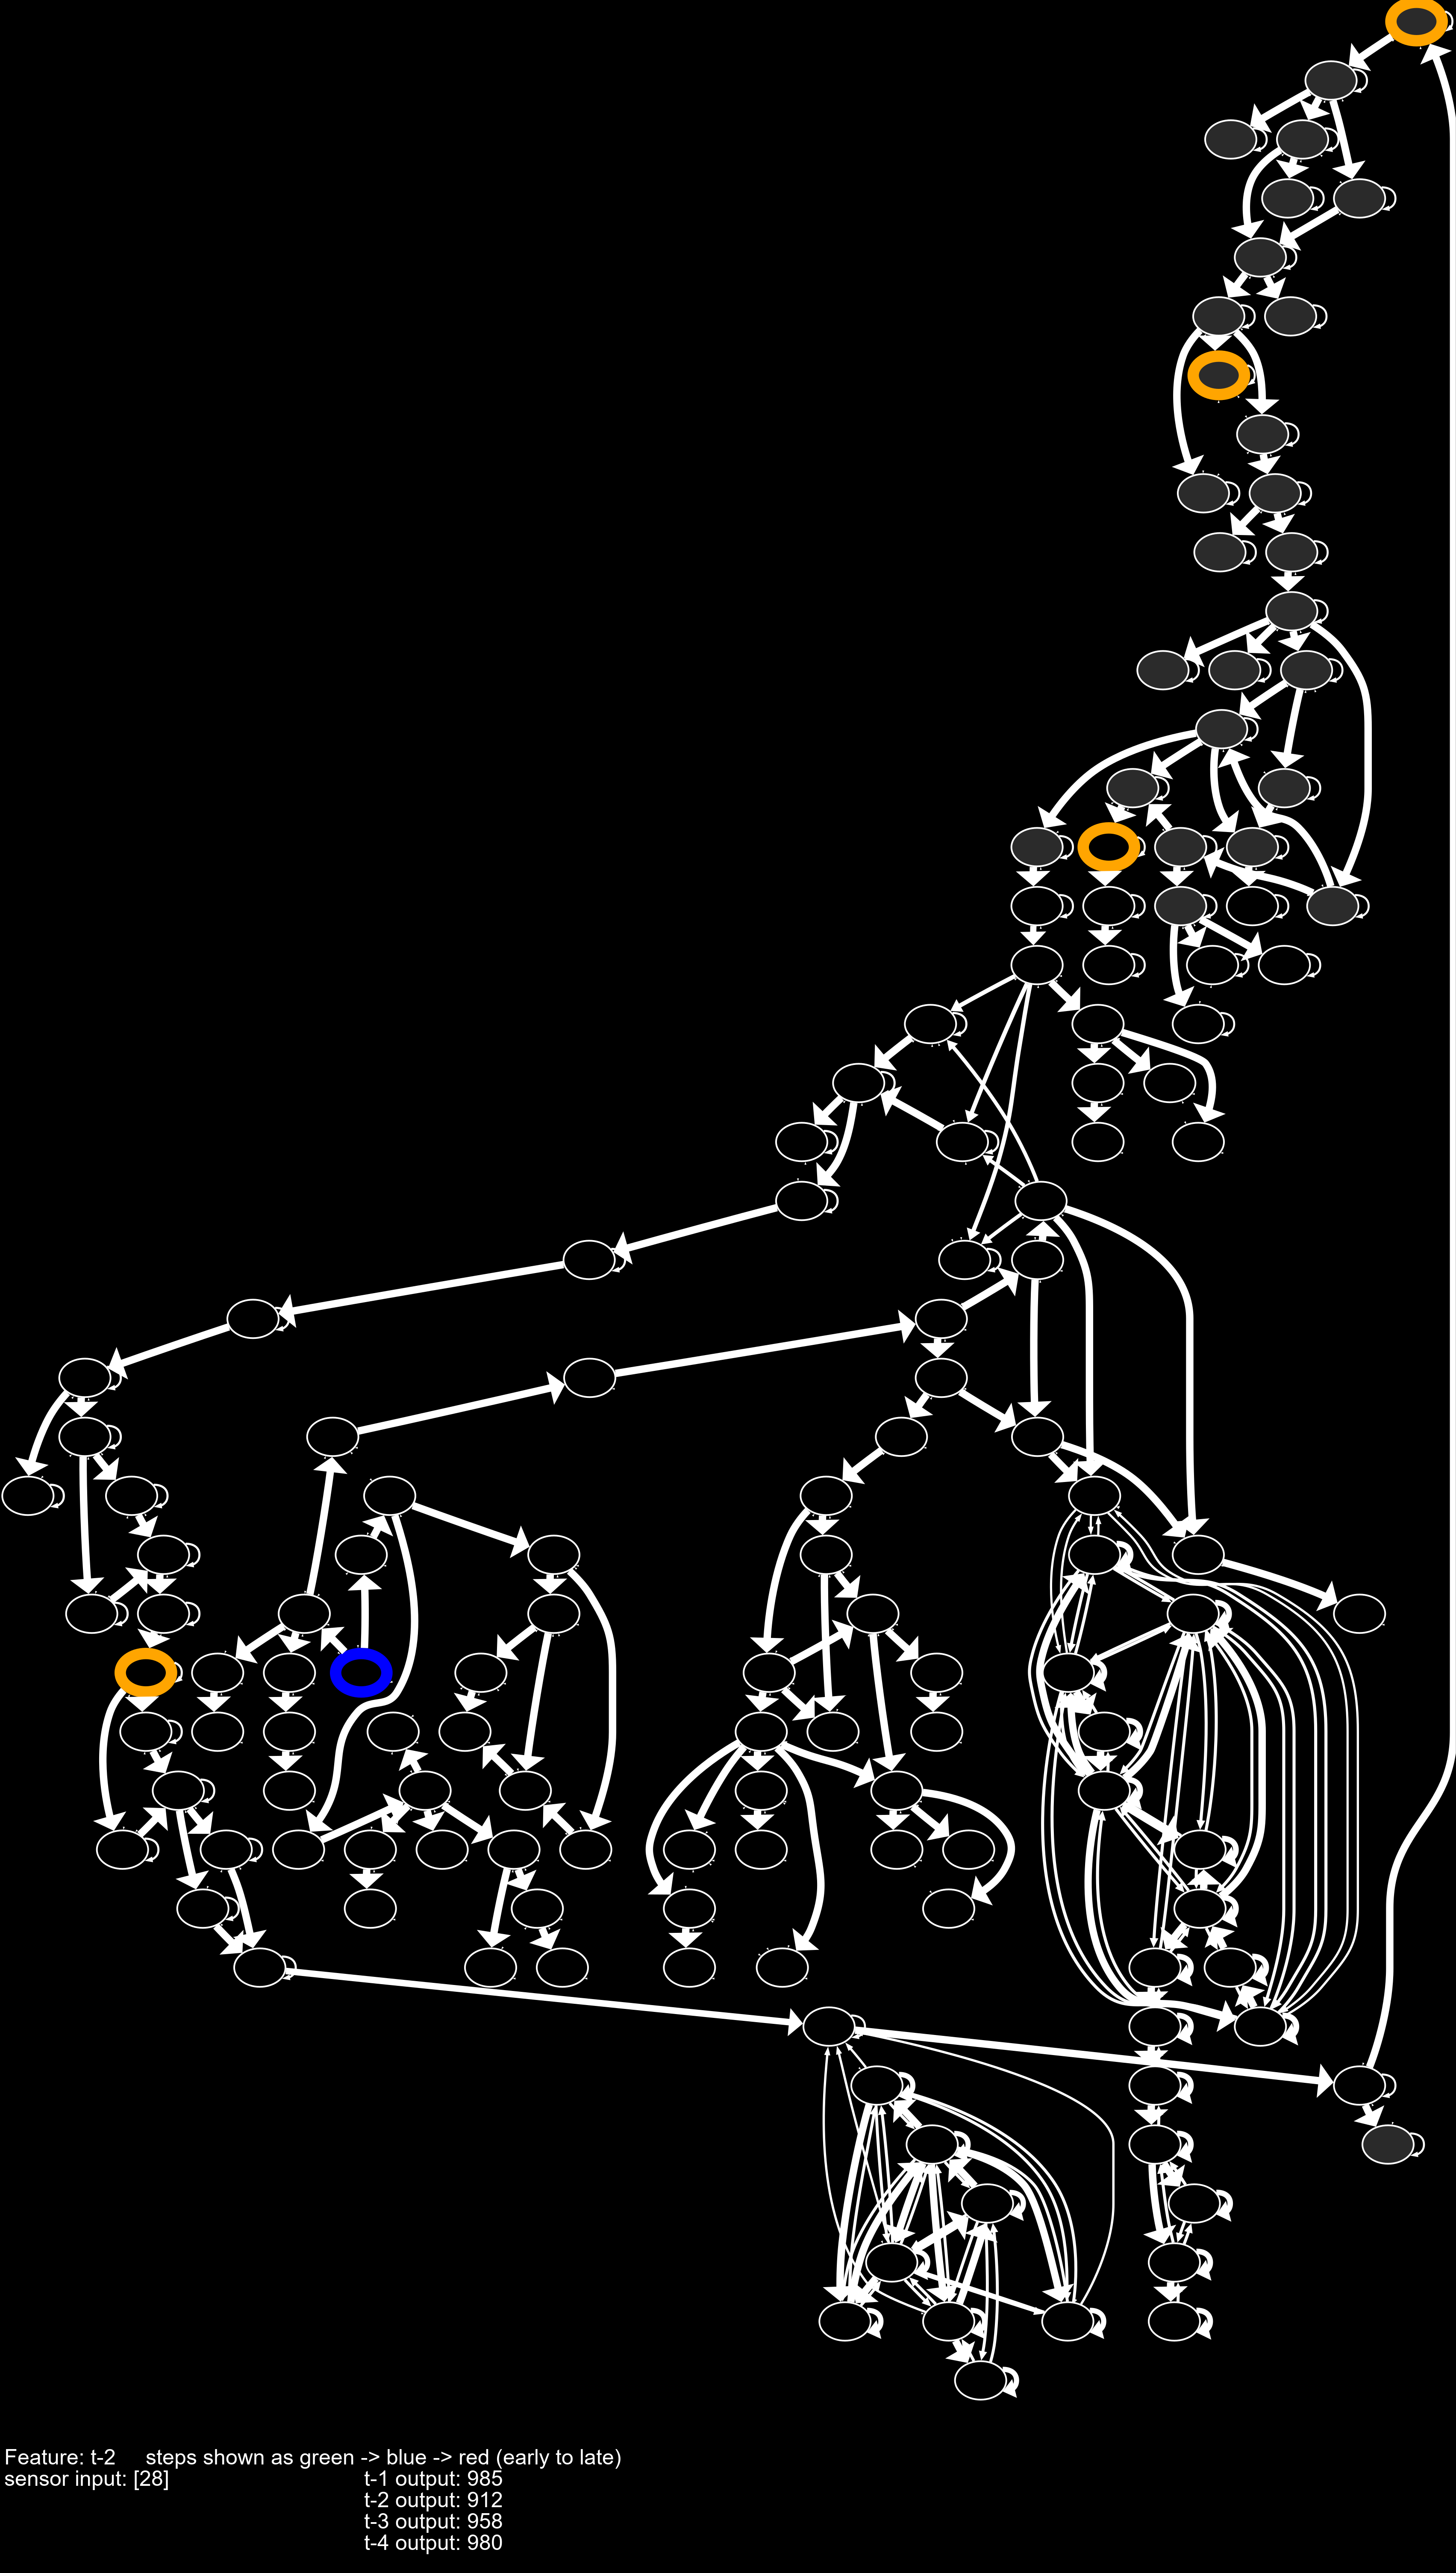 Feature: t-2     steps shown as green -> blue -> red (early to late)
sensor input: [28]     t-1 output: 985
t-2 output: 912
t-3 output: 958
t-4 output: 980